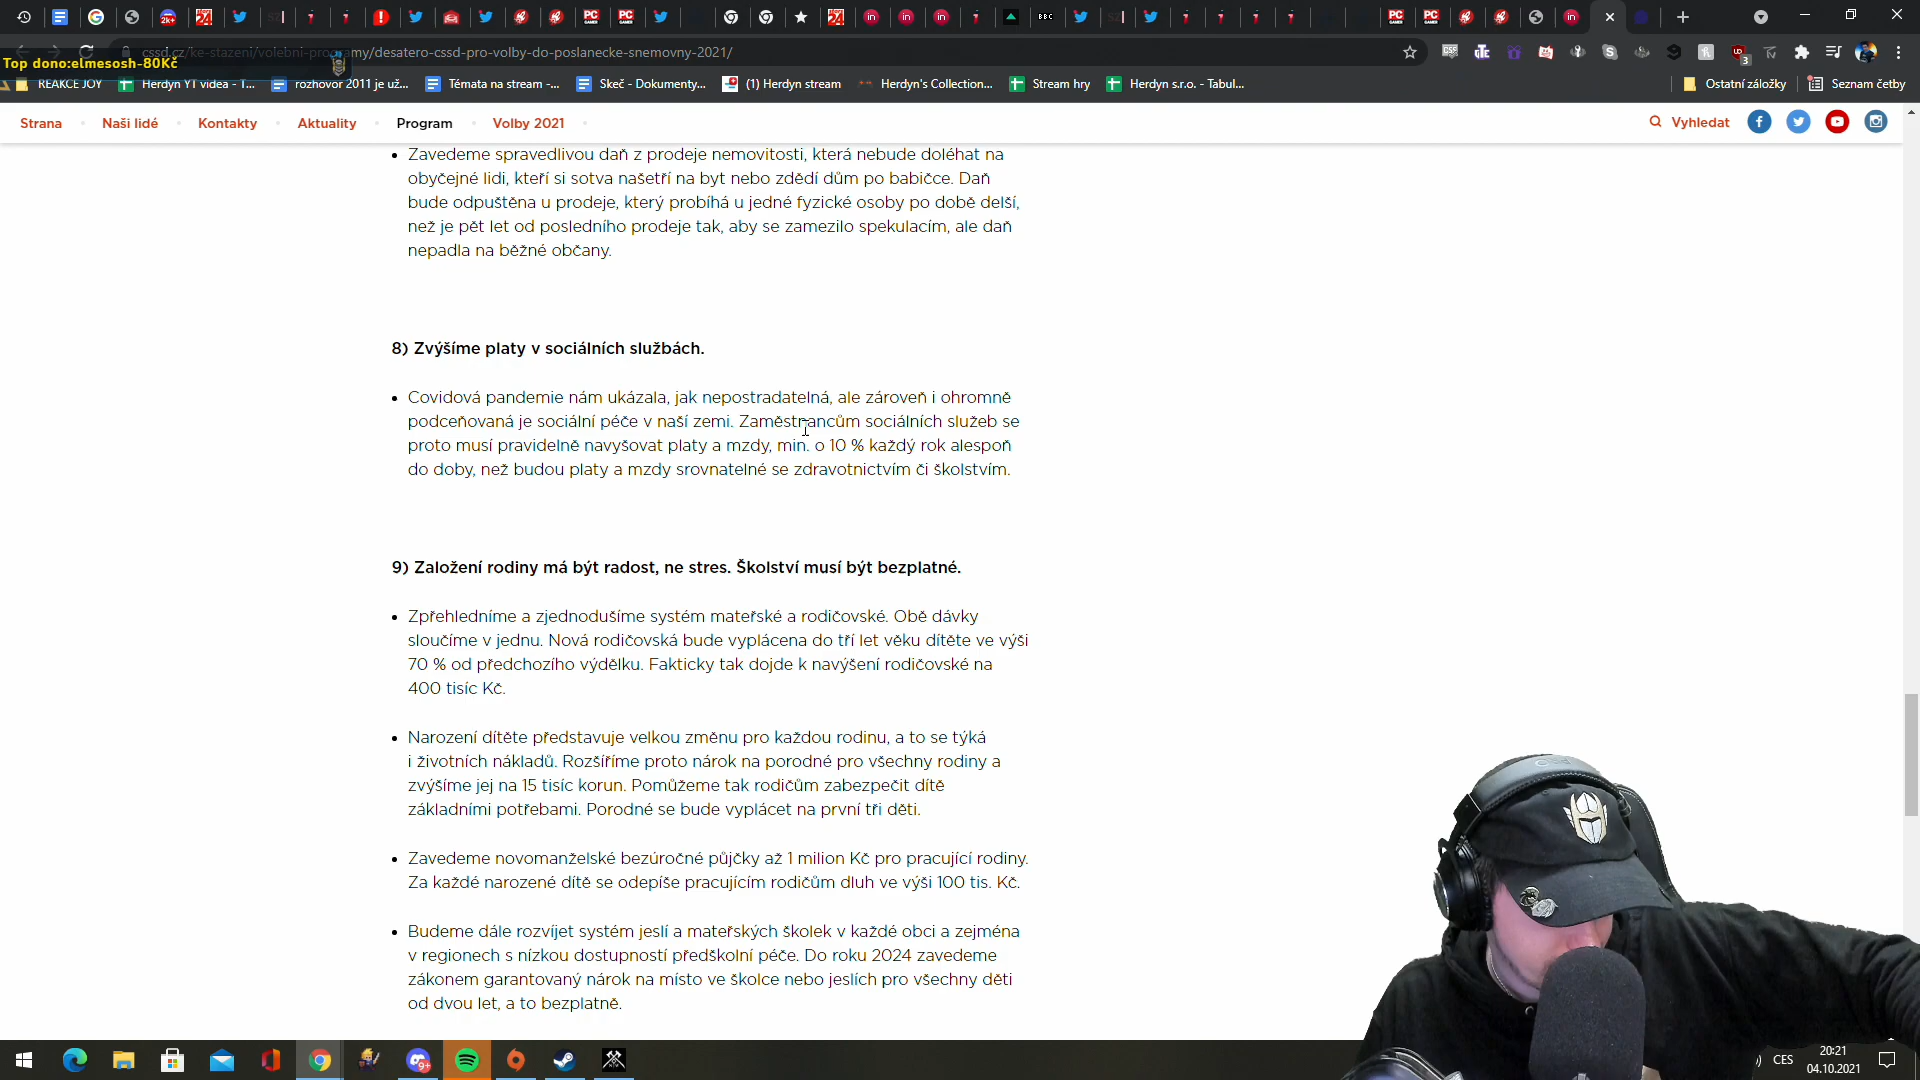 cssd.cz/ke-stazeni/volebni-programy/desatero-cssd-pro-volby-do-poslanecke-snemovny-2021/
Top dono:elmesosh-80Kč
REAKCE JOY
Herdyn YT videa - T...
rozhovor 2011 je už...
Témata na stream -...
Skeč - Dokumenty...
(1) Herdyn stream
Herdyn's Collection...
Stream hry
Herdyn s.r.o. - Tabul...
Ostatní záložky
Seznam četby
Strana
Naši lidé
Kontakty
Aktuality
Program
Volby 2021
Vyhledat
Zavedeme spravedlivou daň z prodeje nemovitosti, která nebude doléhat na
obyčejné lidi, kteří si sotva našetří na byt nebo zdědí dům po babičce. Daň
bude odpuštěna u prodeje, který probíhá u jedné fyzické osoby po době delší,
než je pět let od posledního prodeje tak, aby se zamezilo spekulacím, ale daň
nepadla na běžné občany.
8) Zvýšíme platy v sociálních službách.
Covidová pandemie nám ukázala, jak nepostradatelná, ale zároveň i ohromně
podceňovaná je sociální péče v naší zemi. Zaměstnancům sociálních služeb se
proto musí pravidelně navyšovat platy a mzdy, min. o 10 % každý rok alespoň
do doby, než budou platy a mzdy srovnatelné se zdravotnictvím či školstvím.
9) Založení rodiny má být radost, ne stres. Školství musí být bezplatné.
Zpřehledníme a zjednodušíme systém mateřské a rodičovské. Obě dávky
sloučíme v jednu. Nová rodičovská bude vyplácena do tří let věku dítěte ve výši
70 % od předchozího výdělku. Fakticky tak dojde k navýšení rodičovské na
400 tisíc Kč.
Narození dítěte představuje velkou změnu pro každou rodinu, a to se týká
i životních nákladů. Rozšíříme proto nárok na porodné pro všechny rodiny a
zvýšíme jej na 15 tisíc korun. Pomůžeme tak rodičům zabezpečit dítě
základními potřebami. Porodné se bude vyplácet na první tři děti.
Zavedeme novomanželské bezúročné půjčky až 1 milion Kč pro pracující rodiny.
Za každé narozené dítě se odepíše pracujícím rodičům dluh ve výši 100 tis. Kč.
Budeme dále rozvíjet systém jeslí a mateřských školek v každé obci a zejména
v regionech s nízkou dostupností předškolní péče. Do roku 2024 zavedeme
zákonem garantovaný nárok na místo ve školce nebo jeslích pro všechny děti
od dvou let, a to bezplatně.
CES
20:21
04.10.2021